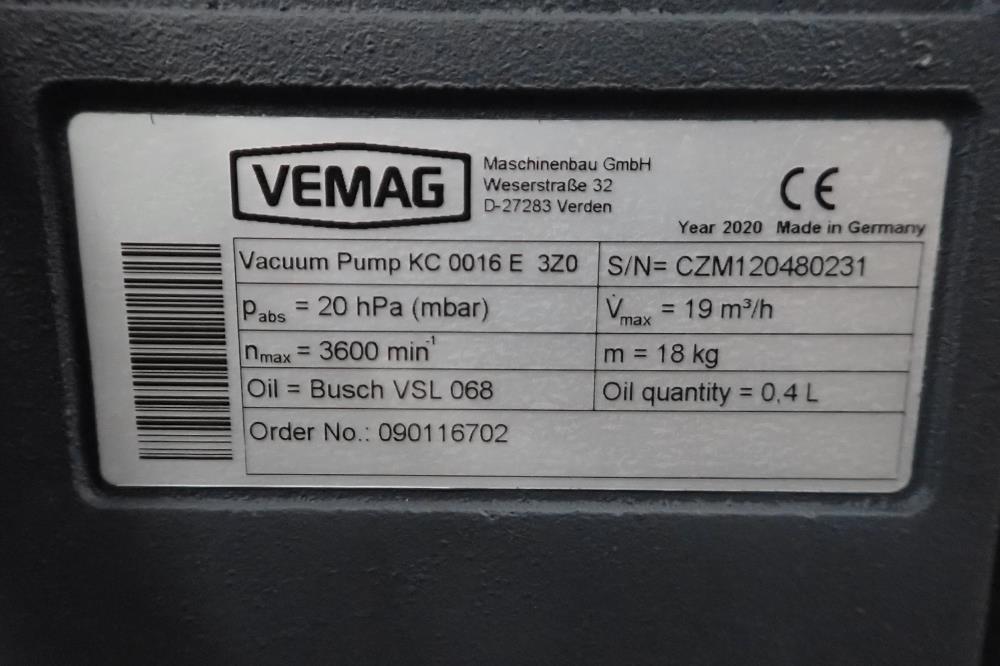 VEMAG
Maschinenbau GmbH
Weserstraße 32
D-27283 Verden
CE
Year 2020 Made in Germany
Vacuum Pump KC 0016 E 3Z0
S/N= CZM120480231
pabs = 20 hPa (mbar)
V̇max = 19 m³/h
nmax = 3600 min⁻¹
m = 18 kg
Oil = Busch VSL 068
Oil quantity = 0,4 L
Order No.: 090116702